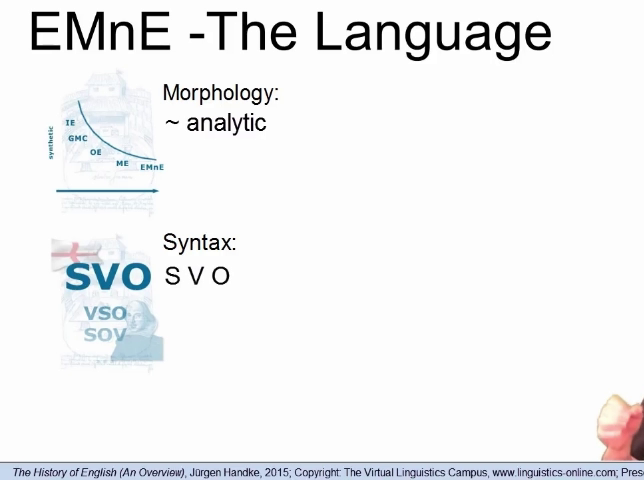 EMnE -The Language
Morphology:
~ analytic
synthetic
IE
GMC
OE
ME
EMnE
Syntax:
S V O
SVO
VSO
SOV
The History of English (An Overview), Jürgen Handke, 2015; Copyright: The Virtual Linguistics Campus, www.linguistics-online.com; Pres